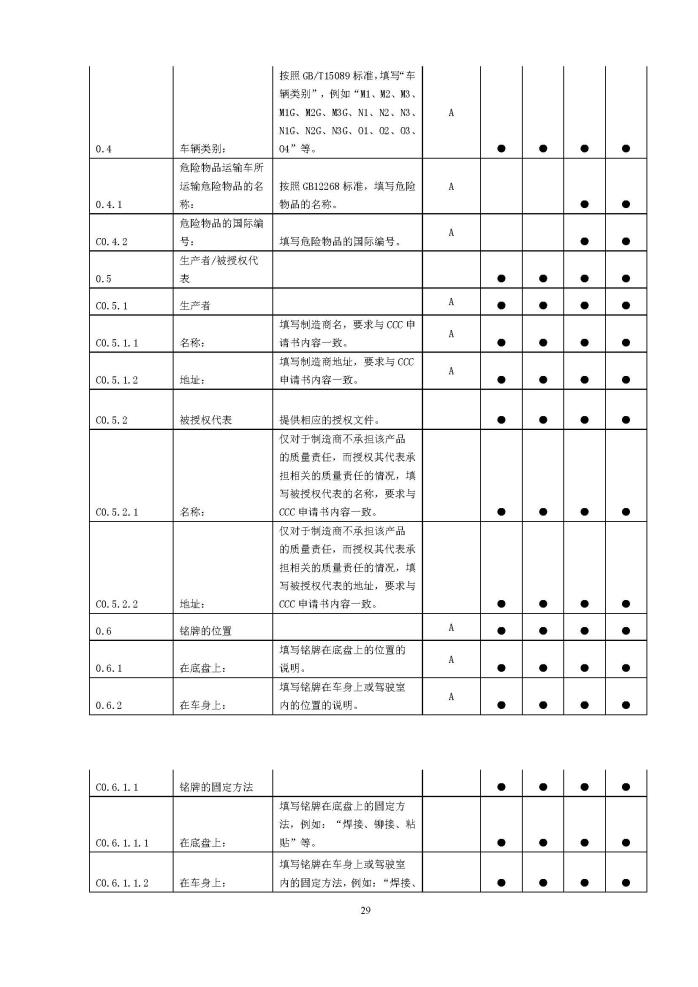 按照 GB/T15089 标准，填写“车
辆类别”，例如“M1、M2、M3、
M1G、M2G、M3G、N1、N2、N3、
N1G、N2G、N3G、O1、O2、O3、
0.4 车辆类别： O4”等。 A ● ● ● ●
危险物品运输车所
运输危险物品的名 按照 GB12268 标准，填写危险
0.4.1 称： 物品的名称。 A ● ●
危险物品的国际编
C0.4.2 号： 填写危险物品的国际编号。 A ● ●
生产者/被授权代
0.5 表 ● ● ● ●
C0.5.1 生产者 A ● ● ● ●
填写制造商名，要求与 CCC 申
C0.5.1.1 名称： 请书内容一致。 A ● ● ● ●
填写制造商地址，要求与 CCC
C0.5.1.2 地址： 申请书内容一致。 A ● ● ● ●
C0.5.2 被授权代表 提供相应的授权文件。 ● ● ● ●
仅对于制造商不承担该产品
的质量责任，而授权其代表承
担相关的质量责任的情况，填
写被授权代表的名称，要求与
C0.5.2.1 名称： CCC 申请书内容一致。 ● ● ● ●
仅对于制造商不承担该产品
的质量责任，而授权其代表承
担相关的质量责任的情况，填
写被授权代表的地址，要求与
C0.5.2.2 地址： CCC 申请书内容一致。 ● ● ● ●
0.6 铭牌的位置 A ● ● ● ●
填写铭牌在底盘上的位置的
0.6.1 在底盘上： 说明。 A ● ● ● ●
填写铭牌在车身上或驾驶室
0.6.2 在车身上： 内的位置的说明。 A ● ● ● ●
C0.6.1.1 铭牌的固定方法 ● ● ● ●
填写铭牌在底盘上的固定方
法，例如：“焊接、铆接、粘
C0.6.1.1.1 在底盘上： 贴”等。 ● ● ● ●
填写铭牌在车身上或驾驶室
C0.6.1.1.2 在车身上： 内的固定方法，例如：“焊接、 ● ● ● ●
29